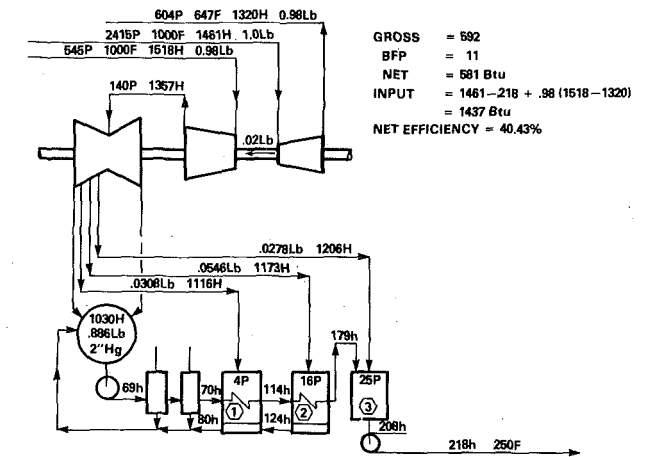 604P 647F 1320H 0.98Lb
2415P 1000F 1461H 1.0Lb
545P 1000F 1518H 0.98Lb
140P 1357H
.02Lb
GROSS = 592
BFP = 11
NET = 581 Btu
INPUT = 1461-218 + .98 (1518-1320)
= 1437 Btu
NET EFFICIENCY = 40.43%
.0278Lb 1206H
.0546Lb 1173H
.0308Lb 1116H
1030H
.886Lb
2"Hg
69h
70h
80h
4P
1
114h
124h
16P
2
179h
25P
3
208h
218h 250F